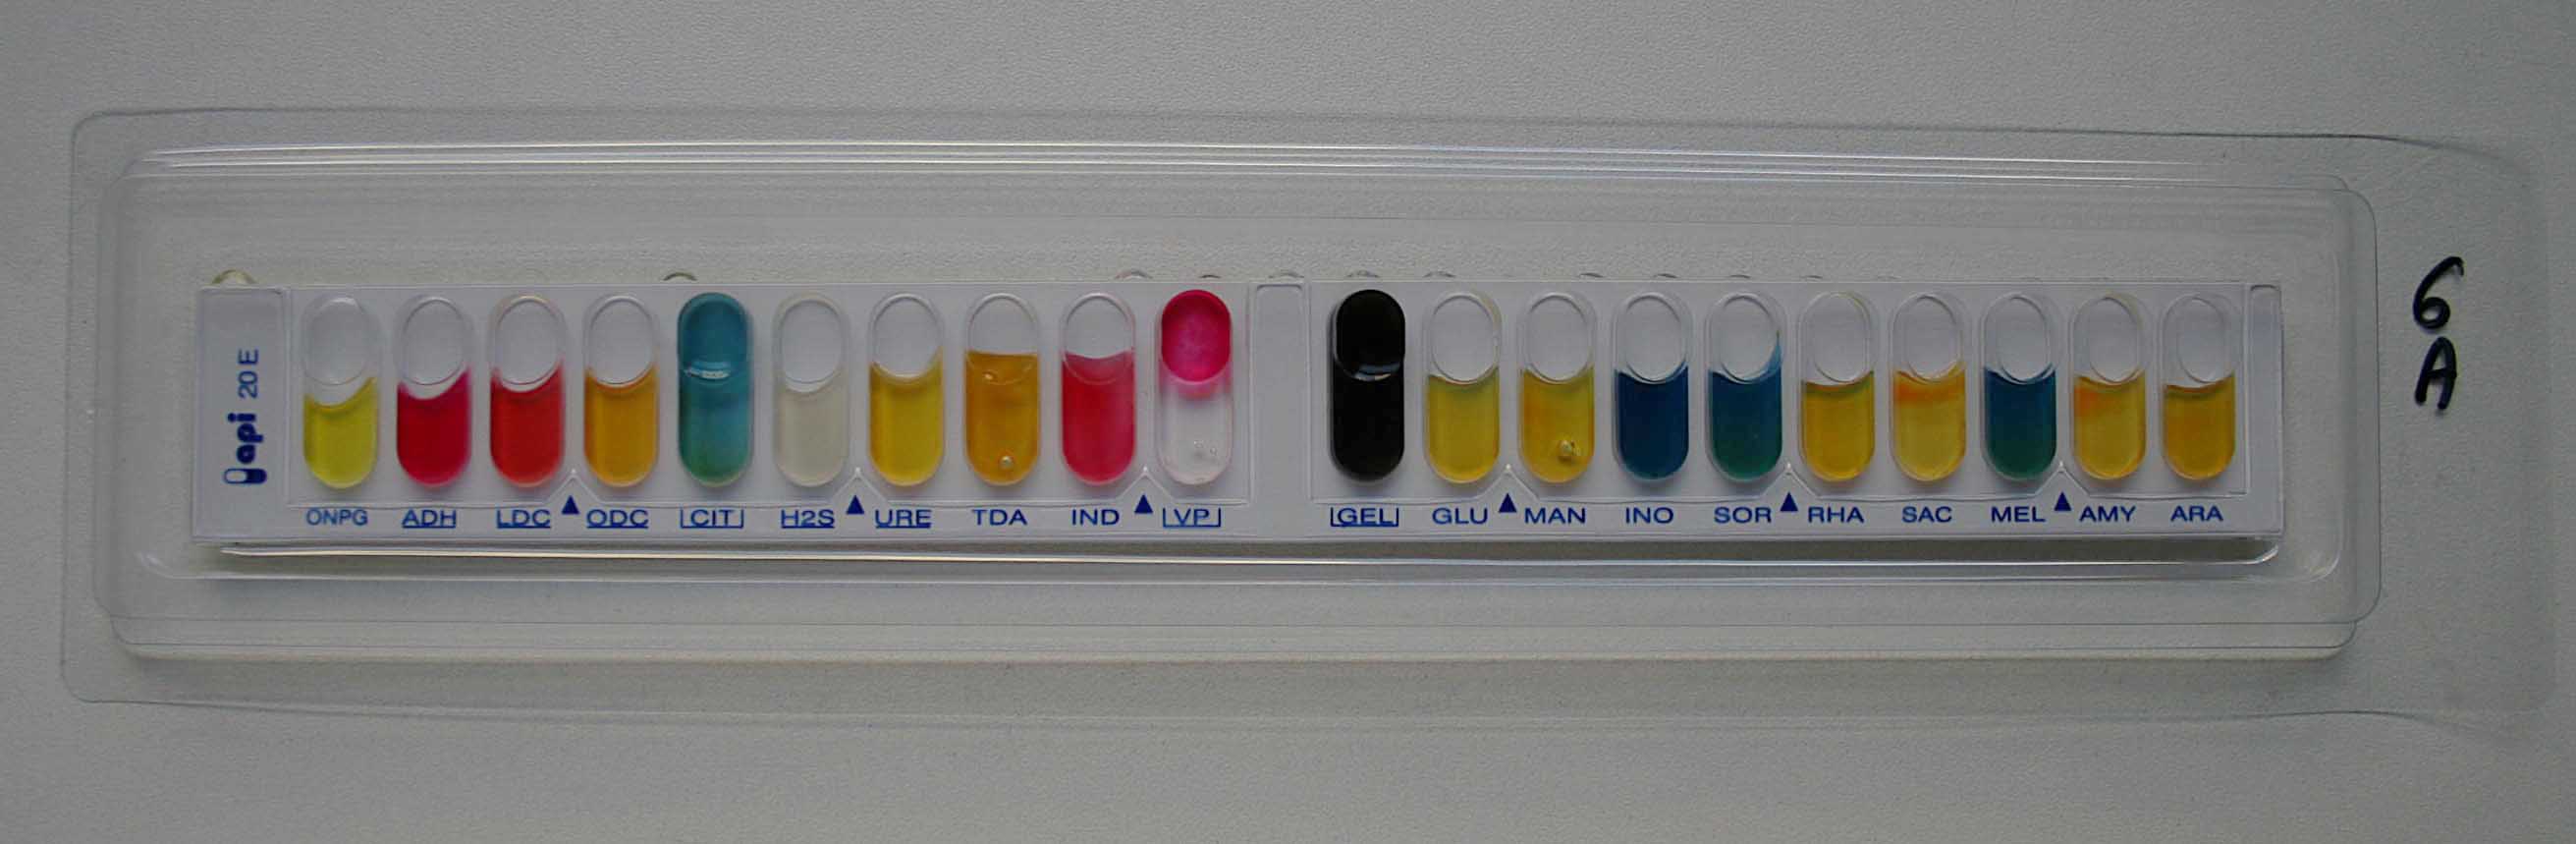 api 20 E
ONPG ADH LDC ODC |CIT| H2S URE TDA IND |VP| |GEL| GLU MAN INO SOR RHA SAC MEL AMY ARA
6
A